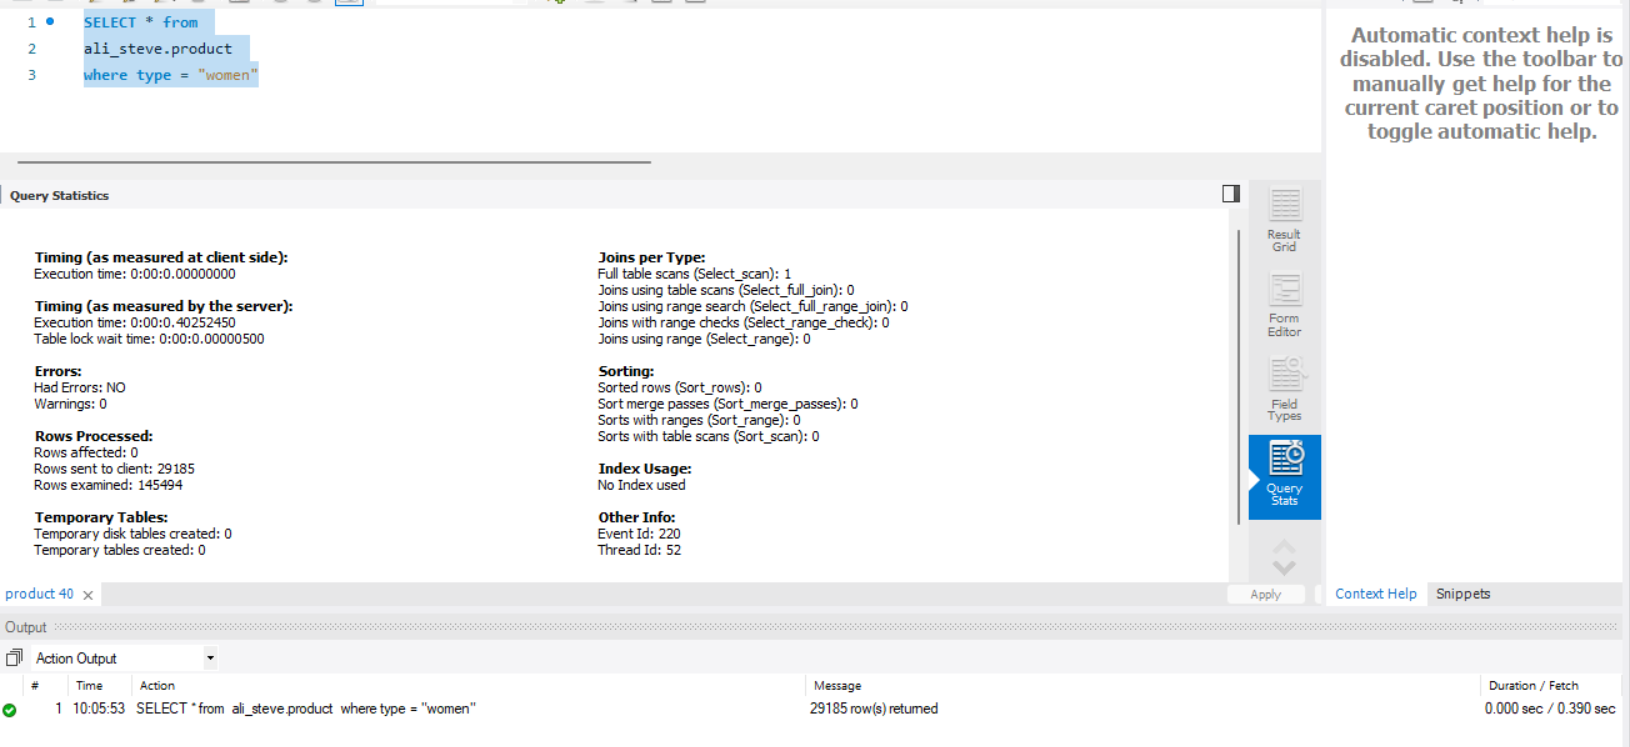 1 SELECT * from
2 ali_steve.product
3 where type = "women"
Automatic context help is
disabled. Use the toolbar to
manually get help for the
current caret position or to
toggle automatic help.
Query Statistics
Timing (as measured at client side):
Execution time: 0:00:0.00000000
Timing (as measured by the server):
Execution time: 0:00:0.40252450
Table lock wait time: 0:00:0.00000500
Errors:
Had Errors: NO
Warnings: 0
Rows Processed:
Rows affected: 0
Rows sent to client: 29185
Rows examined: 145494
Temporary Tables:
Temporary disk tables created: 0
Temporary tables created: 0
Joins per Type:
Full table scans (Select_scan): 1
Joins using table scans (Select_full_join): 0
Joins using range search (Select_full_range_join): 0
Joins with range checks (Select_range_check): 0
Joins using range (Select_range): 0
Sorting:
Sorted rows (Sort_rows): 0
Sort merge passes (Sort_merge_passes): 0
Sorts with ranges (Sort_range): 0
Sorts with table scans (Sort_scan): 0
Index Usage:
No Index used
Other Info:
Event Id: 220
Thread Id: 52
Result
Grid
Form
Editor
Field
Types
Query
Stats
product 40
Apply
Context Help Snippets
Output
Action Output
# Time Action Message Duration / Fetch
1 10:05:53 SELECT * from ali_steve.product where type = "women" 29185 row(s) returned 0.000 sec / 0.390 sec